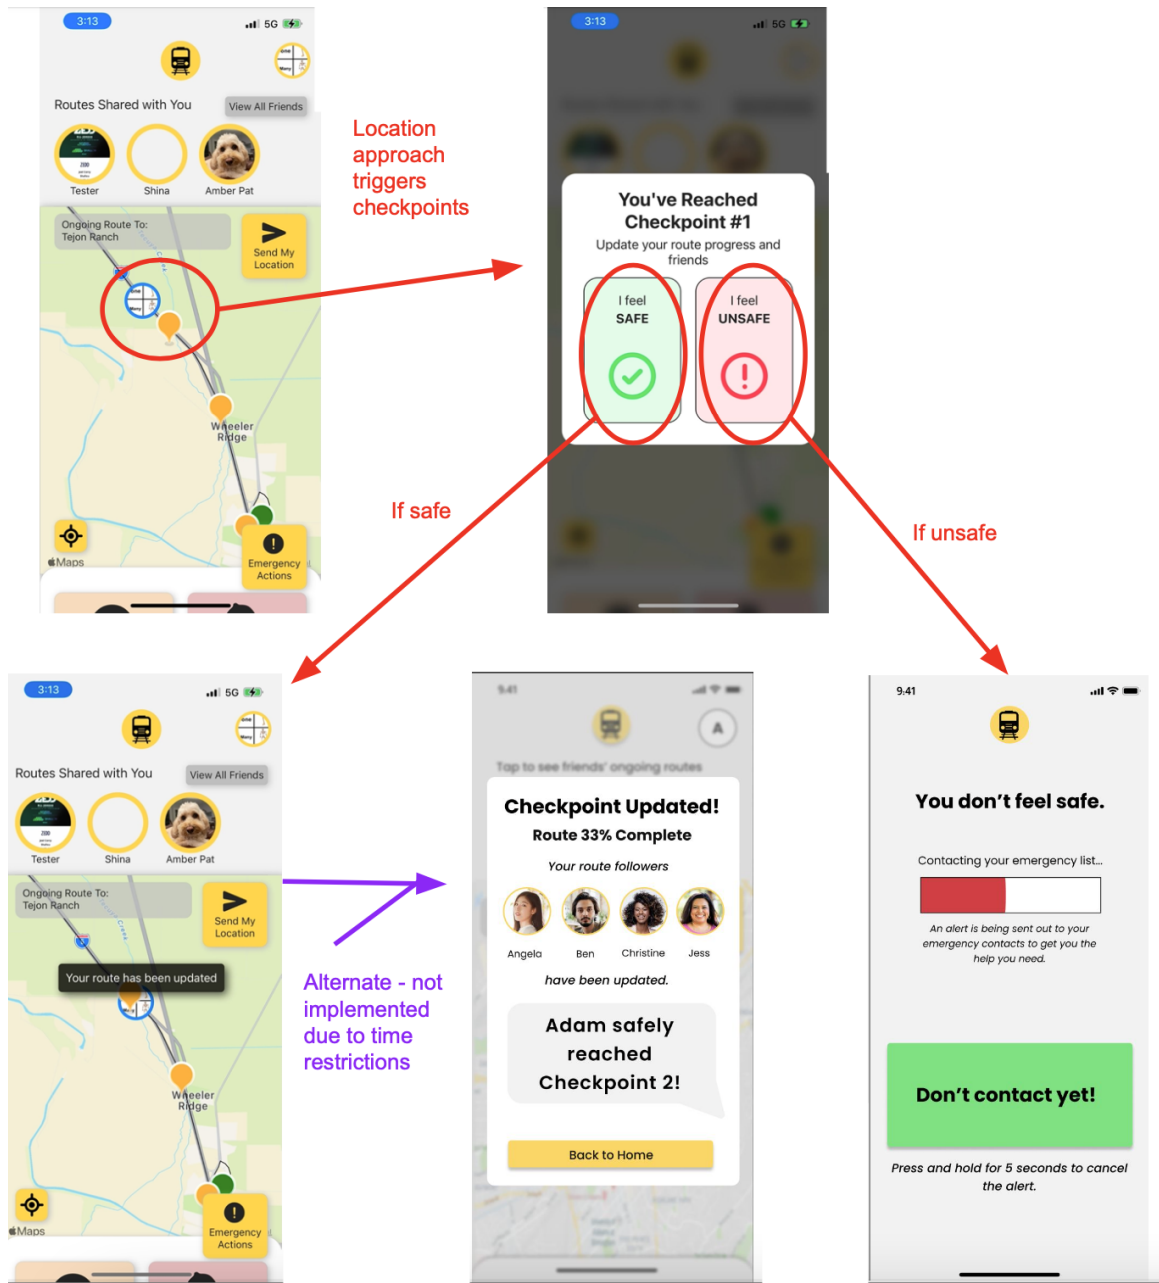 3:13
5G
Routes Shared with You
View All Friends
Tester
Shina
Amber Pat
Ongoing Route To:
Tejon Ranch
Send My
Location
Wheeler
Ridge
Maps
Emergency
Actions
Location
approach
triggers
checkpoints
3:13
5G
You've Reached
Checkpoint #1
Update your route progress and
friends
I feel
SAFE
I feel
UNSAFE
If safe
If unsafe
3:13
5G
Routes Shared with You
View All Friends
Tester
Shina
Amber Pat
Ongoing Route To:
Tejon Ranch
Send My
Location
Your route has been updated
Wheeler
Ridge
Maps
Emergency
Actions
Alternate - not
implemented
due to time
restrictions
9:41
A
Tap to see friends' ongoing routes
Checkpoint Updated!
Route 33% Complete
Your route followers
Angela
Ben
Christine
Jess
have been updated.
Adam safely
reached
Checkpoint 2!
Back to Home
9:41
You don’t feel safe.
Contacting your emergency list...
An alert is being sent out to your
emergency contacts to get you the
help you need.
Don’t contact yet!
Press and hold for 5 seconds to cancel
the alert.